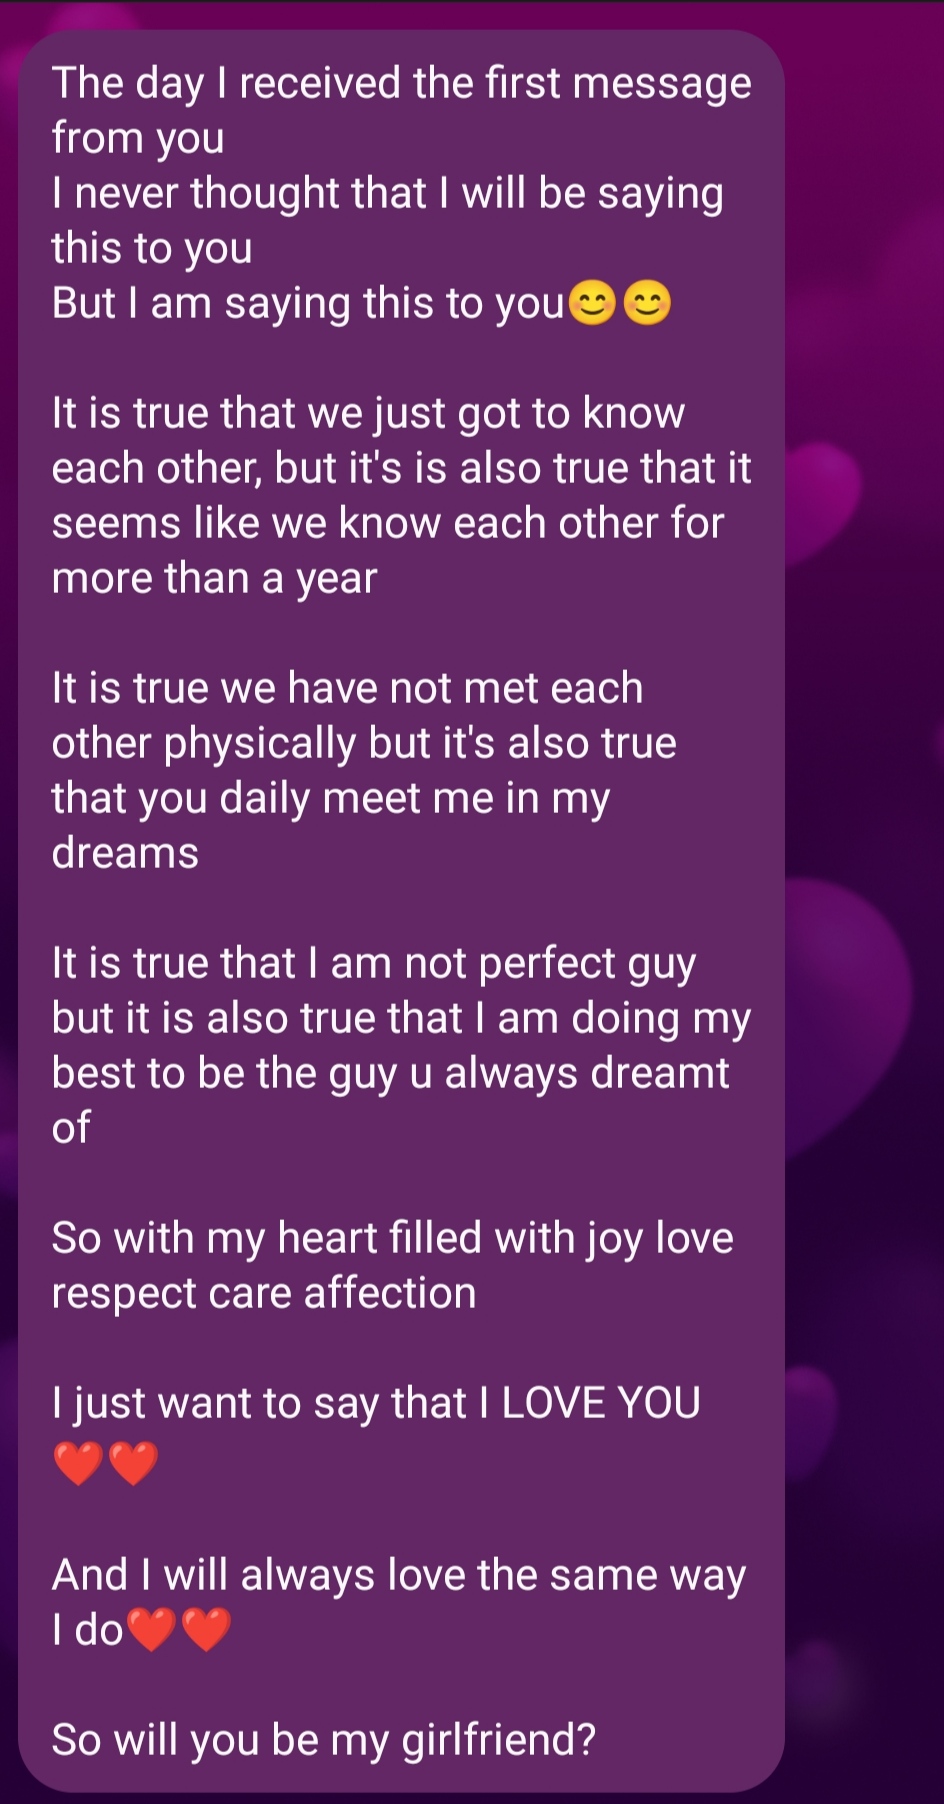 The day I received the first message
from you
I never thought that I will be saying
this to you
But I am saying this to you😊😊
It is true that we just got to know
each other, but it's is also true that it
seems like we know each other for
more than a year
It is true we have not met each
other physically but it's also true
that you daily meet me in my
dreams
It is true that I am not perfect guy
but it is also true that I am doing my
best to be the guy u always dreamt
of
So with my heart filled with joy love
respect care affection
I just want to say that I LOVE YOU
❤️❤️
And I will always love the same way
I do❤️❤️
So will you be my girlfriend?